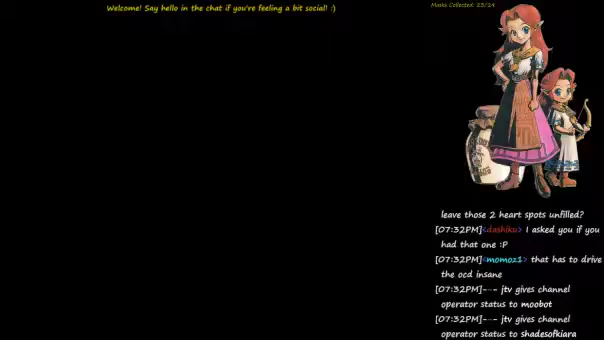 Welcome! Say hello in the chat if you're feeling a bit social! :)
Masks Collected: 23/24
leave those 2 heart spots unfilled?
[07:32PM]<dashiku> I asked you if you
had that one :P
[07:32PM]<momoz1> that has to drive
the ocd insane
[07:32PM]-–- jtv gives channel
operator status to moobot
[07:32PM]-–- jtv gives channel
operator status to shadesofkiara